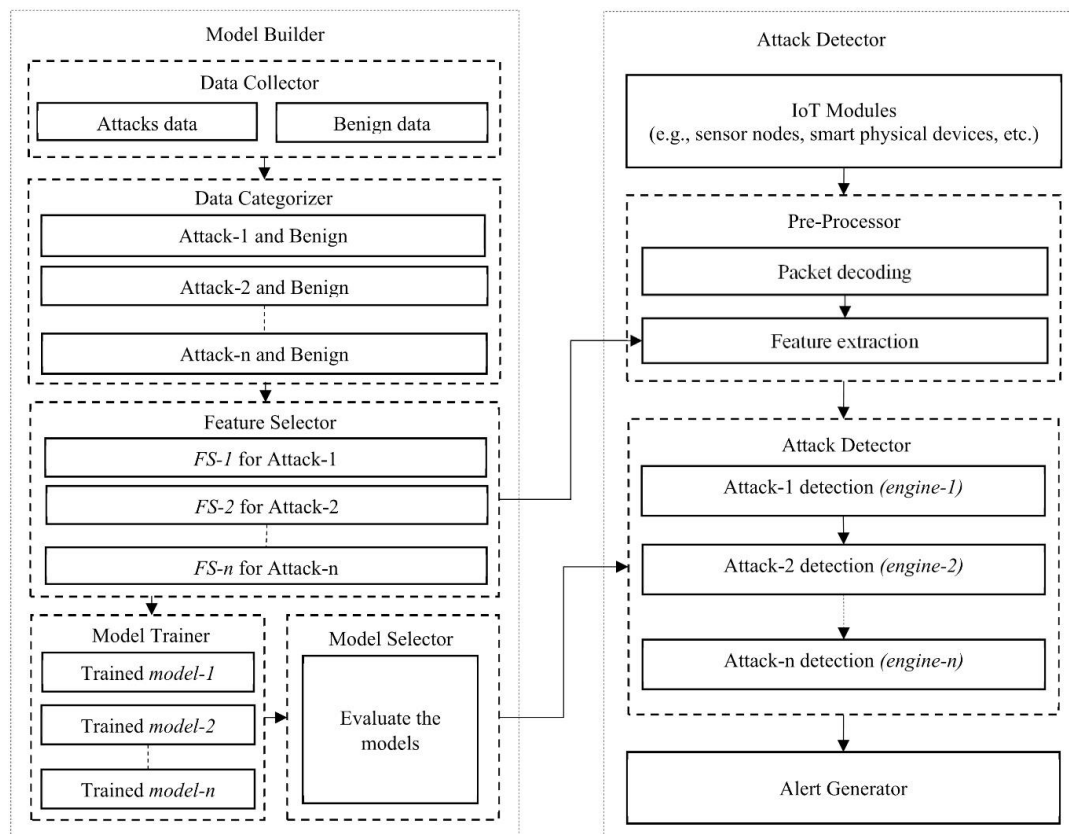 Model Builder
Data Collector
Attacks data
Benign data
Data Categorizer
Attack-1 and Benign
Attack-2 and Benign
Attack-n and Benign
Feature Selector
FS-1 for Attack-1
FS-2 for Attack-2
FS-n for Attack-n
Model Trainer
Trained model-1
Trained model-2
Trained model-n
Model Selector
Evaluate the
models
Attack Detector
IoT Modules
(e.g., sensor nodes, smart physical devices, etc.)
Pre-Processor
Packet decoding
Feature extraction
Attack Detector
Attack-1 detection (engine-1)
Attack-2 detection (engine-2)
Attack-n detection (engine-n)
Alert Generator